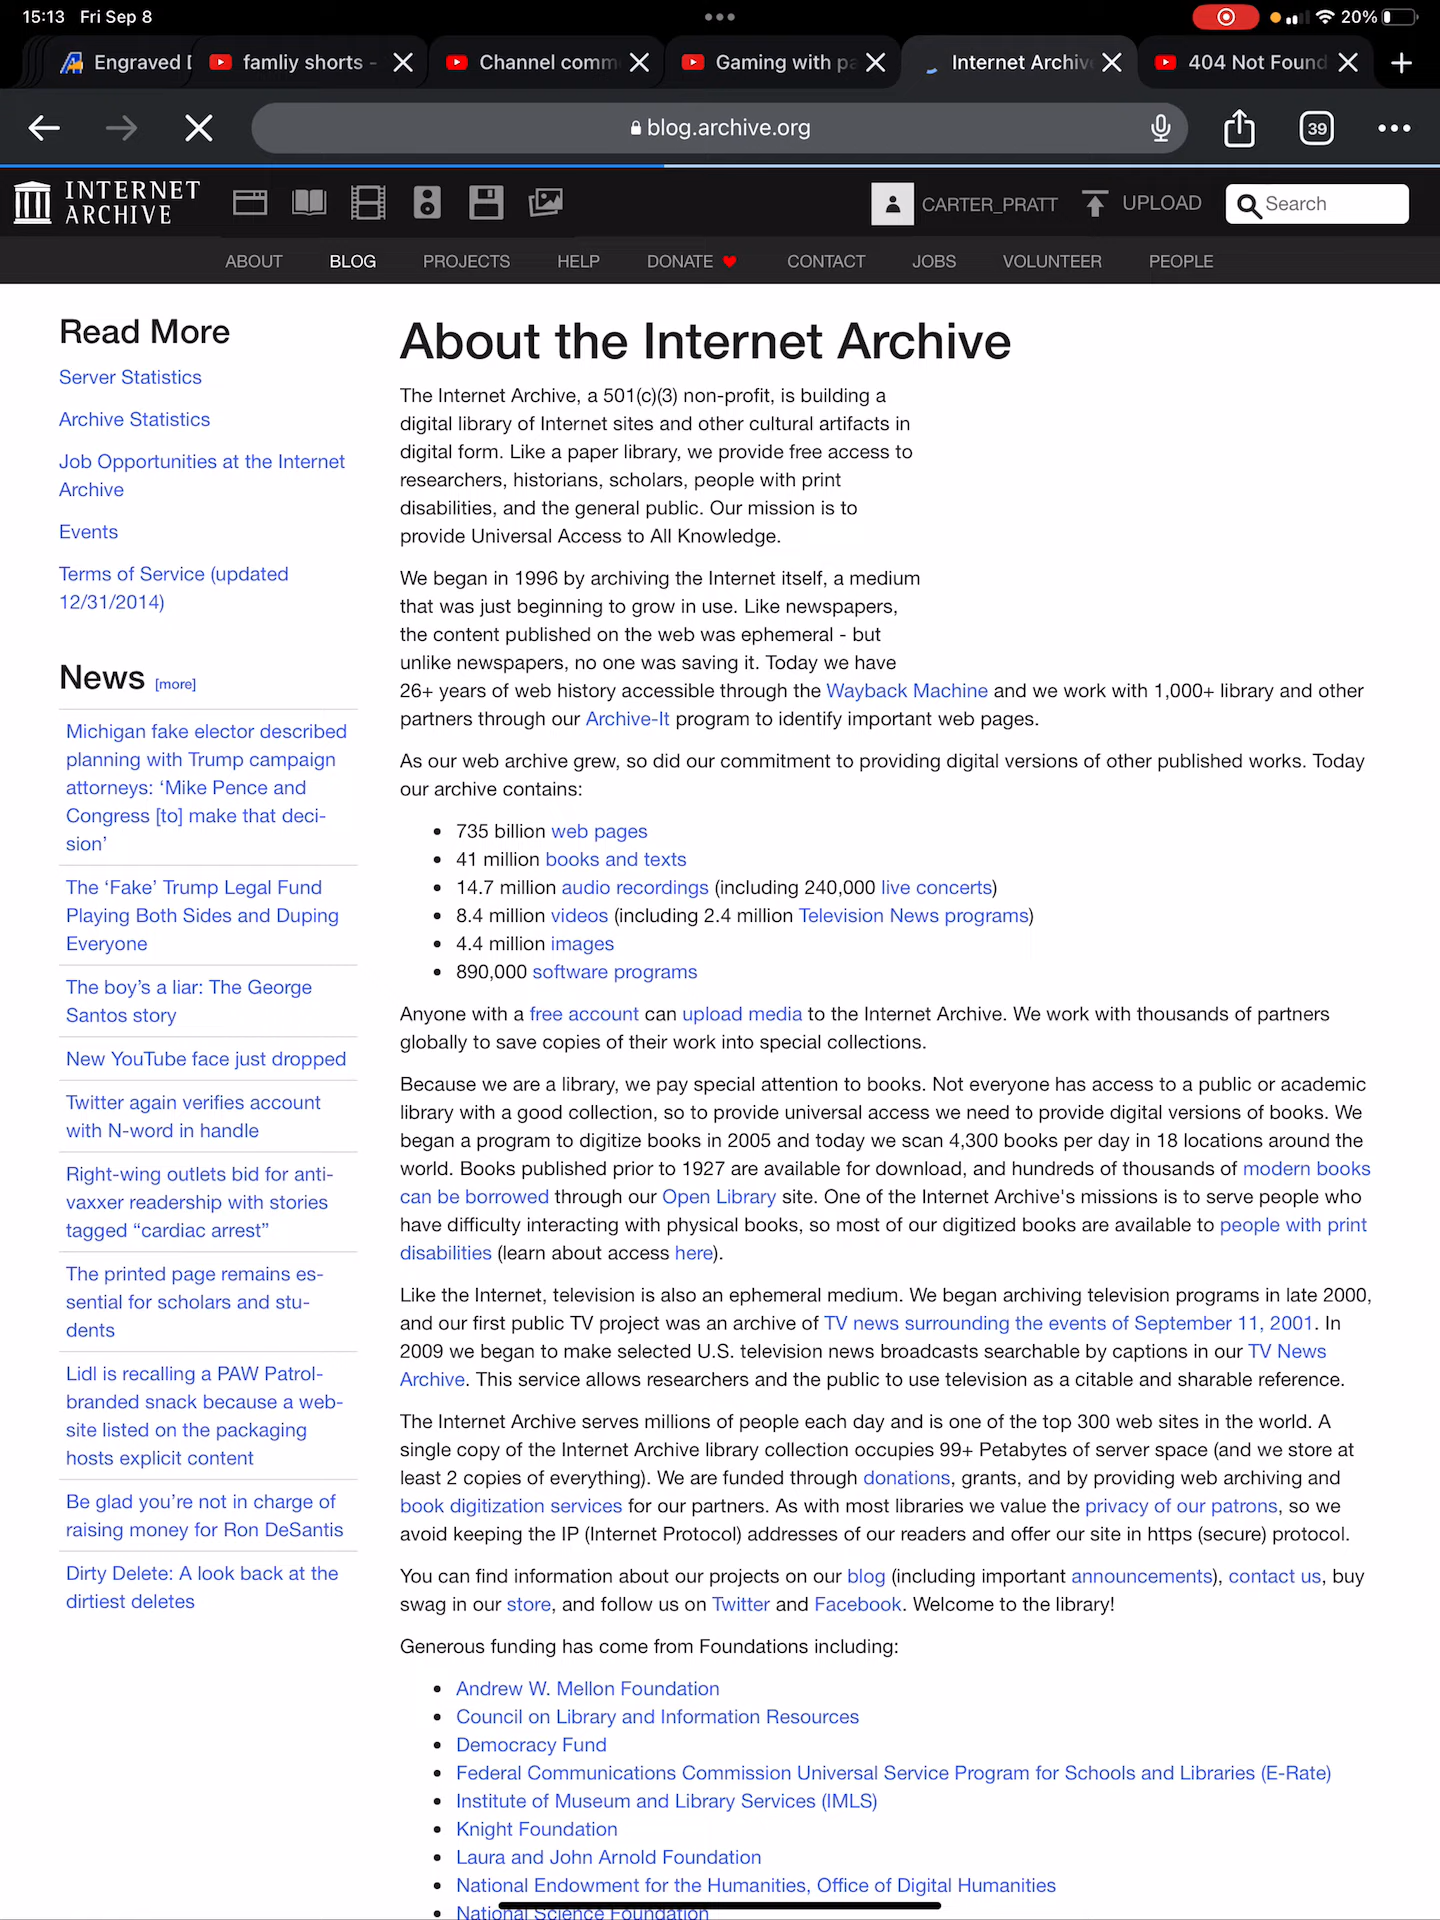 15:13 Fri Sep 8
20%
Engraved
famliy shorts -
Channel comm
Gaming with pa
Internet Archiv
404 Not Found
blog.archive.org
39
INTERNET
ARCHIVE
CARTER_PRATT
UPLOAD
Search
ABOUT BLOG PROJECTS HELP DONATE CONTACT JOBS VOLUNTEER PEOPLE
Read More
Server Statistics
Archive Statistics
Job Opportunities at the Internet
Archive
Events
Terms of Service (updated
12/31/2014)
News [more]
Michigan fake elector described
planning with Trump campaign
attorneys: ‘Mike Pence and
Congress [to] make that deci-
sion’
The ‘Fake’ Trump Legal Fund
Playing Both Sides and Duping
Everyone
The boy’s a liar: The George
Santos story
New YouTube face just dropped
Twitter again verifies account
with N-word in handle
Right-wing outlets bid for anti-
vaxxer readership with stories
tagged “cardiac arrest”
The printed page remains es-
sential for scholars and stu-
dents
Lidl is recalling a PAW Patrol-
branded snack because a web-
site listed on the packaging
hosts explicit content
Be glad you’re not in charge of
raising money for Ron DeSantis
Dirty Delete: A look back at the
dirtiest deletes
About the Internet Archive
The Internet Archive, a 501(c)(3) non-profit, is building a
digital library of Internet sites and other cultural artifacts in
digital form. Like a paper library, we provide free access to
researchers, historians, scholars, people with print
disabilities, and the general public. Our mission is to
provide Universal Access to All Knowledge.
We began in 1996 by archiving the Internet itself, a medium
that was just beginning to grow in use. Like newspapers,
the content published on the web was ephemeral - but
unlike newspapers, no one was saving it. Today we have
26+ years of web history accessible through the Wayback Machine and we work with 1,000+ library and other
partners through our Archive-It program to identify important web pages.
As our web archive grew, so did our commitment to providing digital versions of other published works. Today
our archive contains:
• 735 billion web pages
• 41 million books and texts
• 14.7 million audio recordings (including 240,000 live concerts)
• 8.4 million videos (including 2.4 million Television News programs)
• 4.4 million images
• 890,000 software programs
Anyone with a free account can upload media to the Internet Archive. We work with thousands of partners
globally to save copies of their work into special collections.
Because we are a library, we pay special attention to books. Not everyone has access to a public or academic
library with a good collection, so to provide universal access we need to provide digital versions of books. We
began a program to digitize books in 2005 and today we scan 4,300 books per day in 18 locations around the
world. Books published prior to 1927 are available for download, and hundreds of thousands of modern books
can be borrowed through our Open Library site. One of the Internet Archive's missions is to serve people who
have difficulty interacting with physical books, so most of our digitized books are available to people with print
disabilities (learn about access here).
Like the Internet, television is also an ephemeral medium. We began archiving television programs in late 2000,
and our first public TV project was an archive of TV news surrounding the events of September 11, 2001. In
2009 we began to make selected U.S. television news broadcasts searchable by captions in our TV News
Archive. This service allows researchers and the public to use television as a citable and sharable reference.
The Internet Archive serves millions of people each day and is one of the top 300 web sites in the world. A
single copy of the Internet Archive library collection occupies 99+ Petabytes of server space (and we store at
least 2 copies of everything). We are funded through donations, grants, and by providing web archiving and
book digitization services for our partners. As with most libraries we value the privacy of our patrons, so we
avoid keeping the IP (Internet Protocol) addresses of our readers and offer our site in https (secure) protocol.
You can find information about our projects on our blog (including important announcements), contact us, buy
swag in our store, and follow us on Twitter and Facebook. Welcome to the library!
Generous funding has come from Foundations including:
• Andrew W. Mellon Foundation
• Council on Library and Information Resources
• Democracy Fund
• Federal Communications Commission Universal Service Program for Schools and Libraries (E-Rate)
• Institute of Museum and Library Services (IMLS)
• Knight Foundation
• Laura and John Arnold Foundation
• National Endowment for the Humanities, Office of Digital Humanities
• National Science Foundation